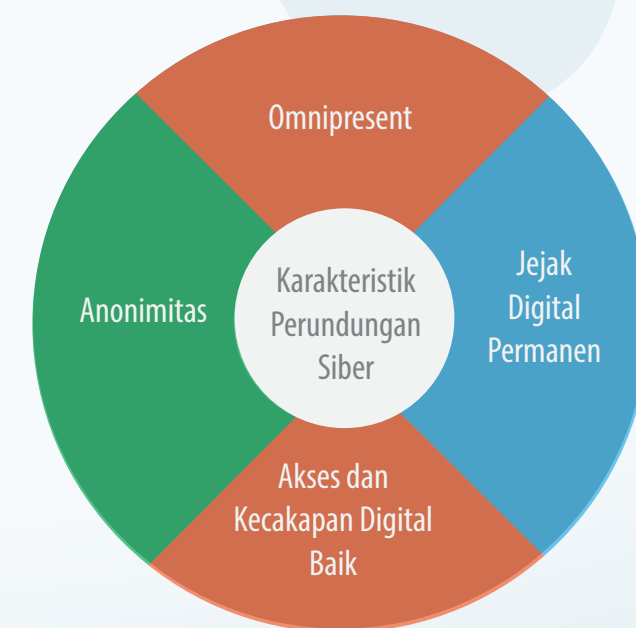 Omnipresent
Anonimitas
Karakteristik
Perundungan
Siber
Jejak
Digital
Permanen
Akses dan
Kecakapan Digital
Baik